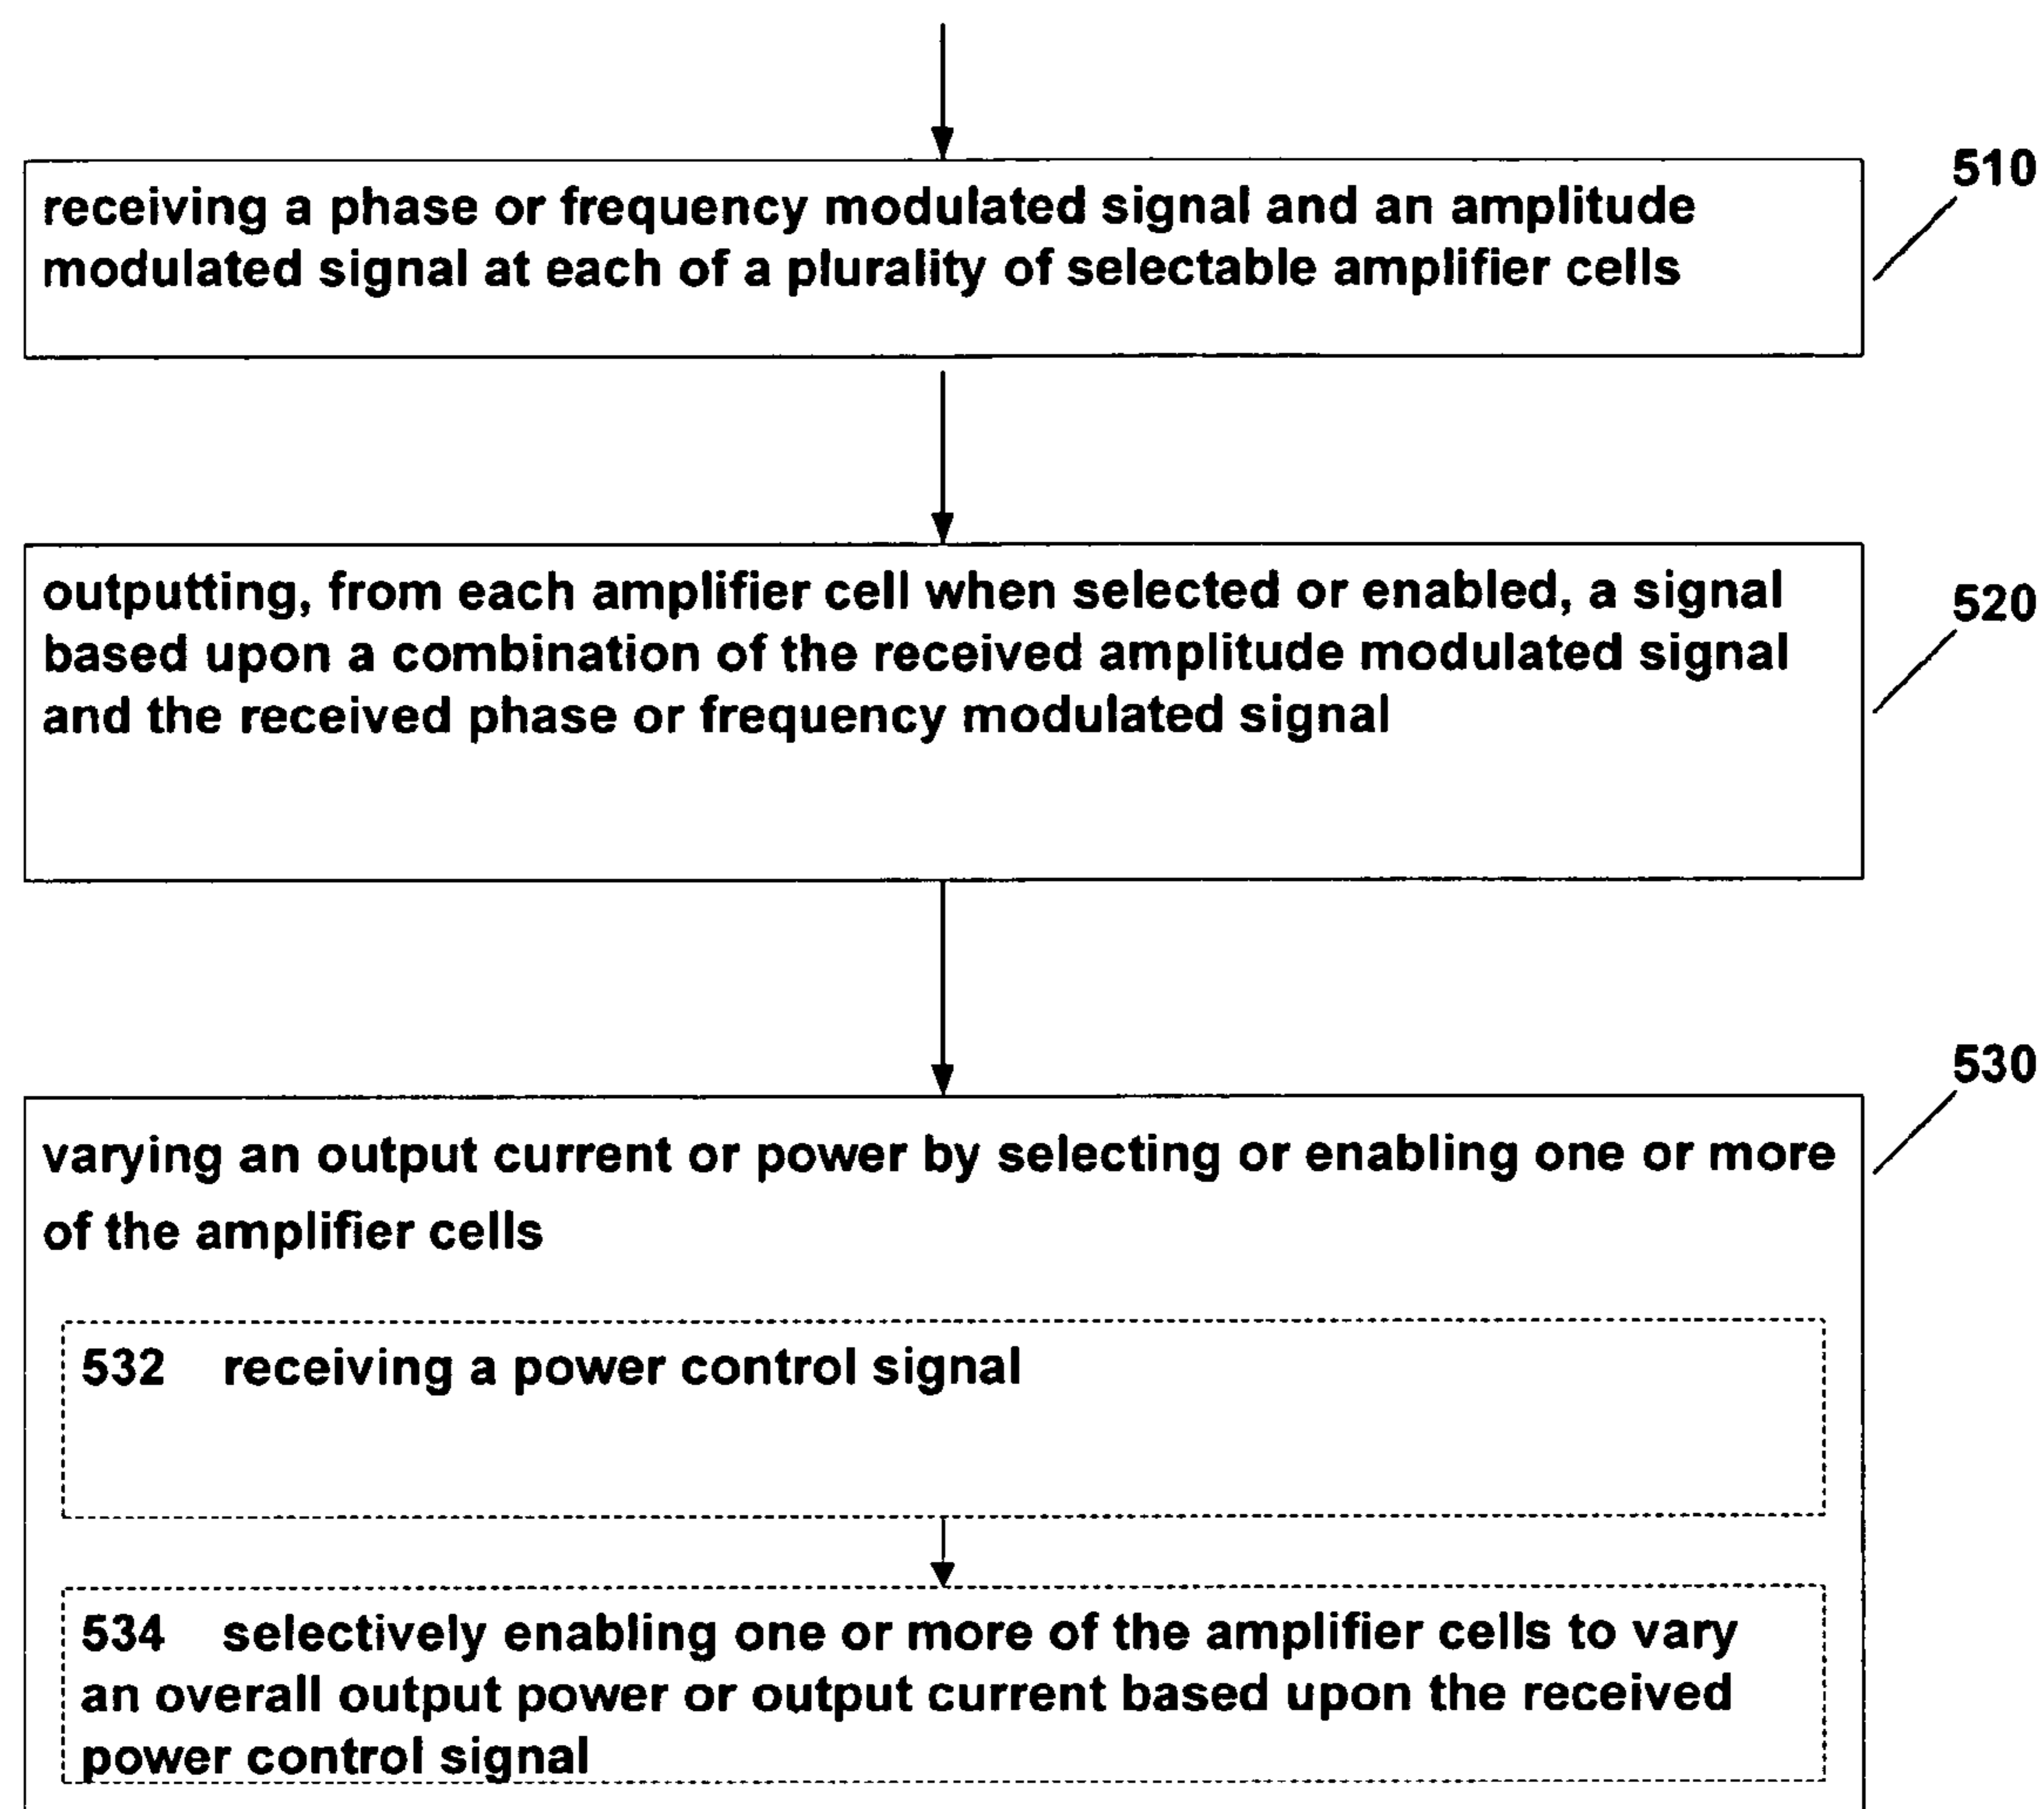 510
receiving a phase or frequency modulated signal and an amplitude
modulated signal at each of a plurality of selectable amplifier cells
520
outputting, from each amplifier cell when selected or enabled, a signal
based upon a combination of the received amplitude modulated signal
and the received phase or frequency modulated signal
530
varying an output current or power by selecting or enabling one or more
of the amplifier cells
532 receiving a power control signal
534 selectively enabling one or more of the amplifier cells to vary
an overall output power or output current based upon the received
power control signal